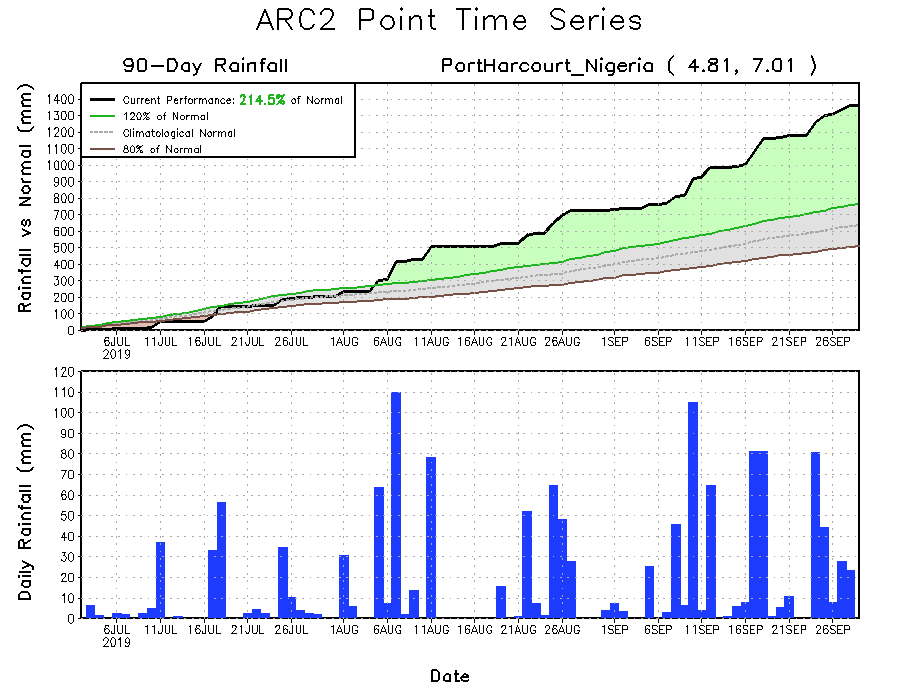 ARC2 Point Time Series
90-Day Rainfall
PortHarcourt_Nigeria ( 4.81, 7.01 )
Rainfall vs Normal (mm)
1400
1300
1200
1100
1000
900
800
700
600
500
400
300
200
100
0
Current Performance: 214.5% of Normal
120% of Normal
Climatological Normal
80% of Normal
6JUL 11JUL 16JUL 21JUL 26JUL 1AUG 6AUG 11AUG 16AUG 21AUG 26AUG 1SEP 6SEP 11SEP 16SEP 21SEP 26SEP
2019
Daily Rainfall (mm)
120
110
100
90
80
70
60
50
40
30
20
10
0
6JUL 11JUL 16JUL 21JUL 26JUL 1AUG 6AUG 11AUG 16AUG 21AUG 26AUG 1SEP 6SEP 11SEP 16SEP 21SEP 26SEP
2019
Date